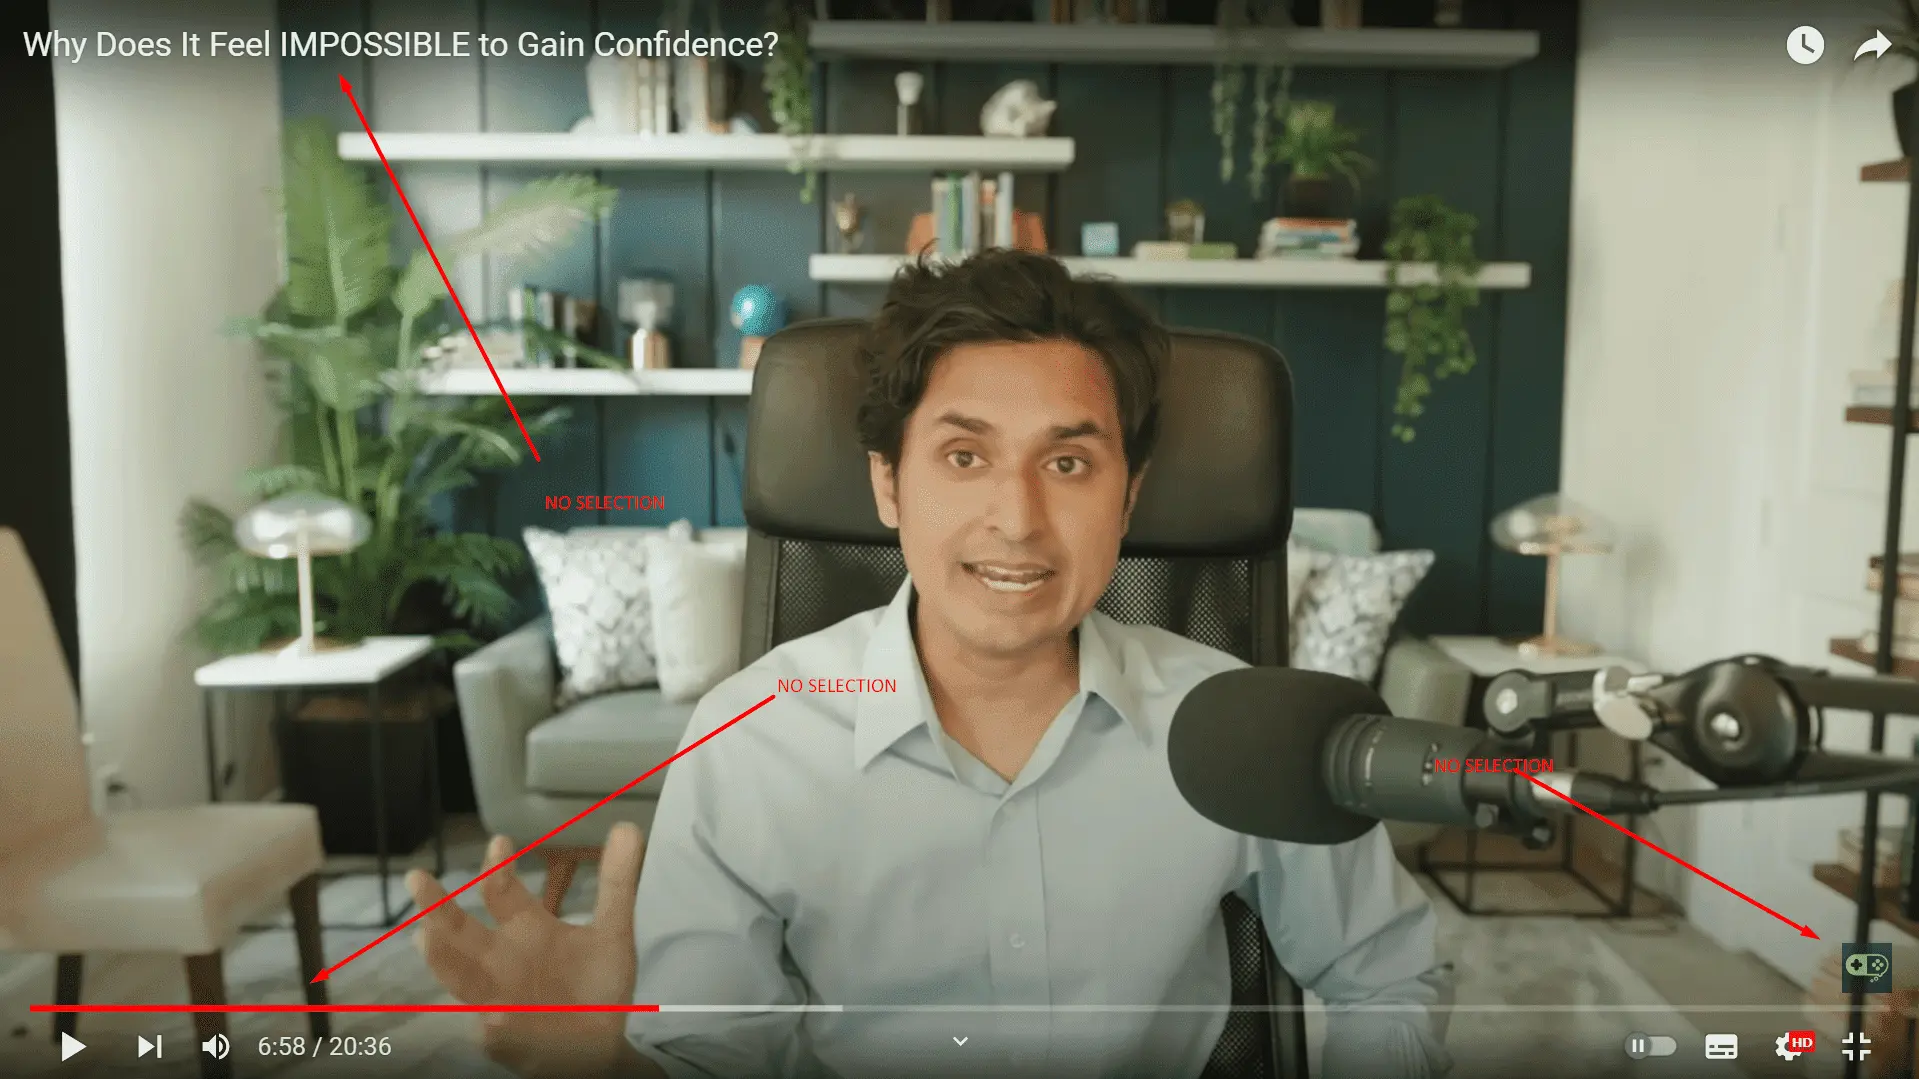 Why Does It Feel IMPOSSIBLE to Gain Confidence?
NO SELECTION
NO SELECTION
NO SELECTION
6:58 / 20:36
HD